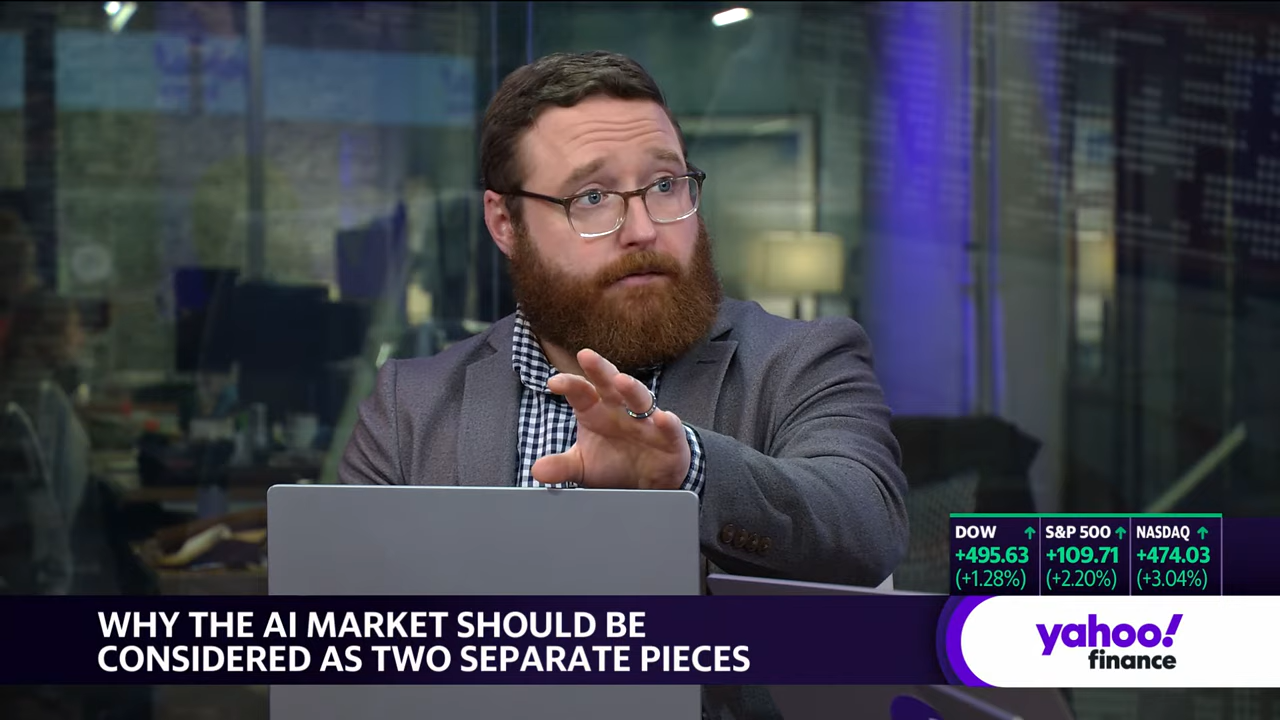 DOW ↑ S&P 500 ↑ NASDAQ ↑
+495.63 +109.71 +474.03
(+1.28%) (+2.20%) (+3.04%)
WHY THE AI MARKET SHOULD BE
CONSIDERED AS TWO SEPARATE PIECES
yahoo!
finance